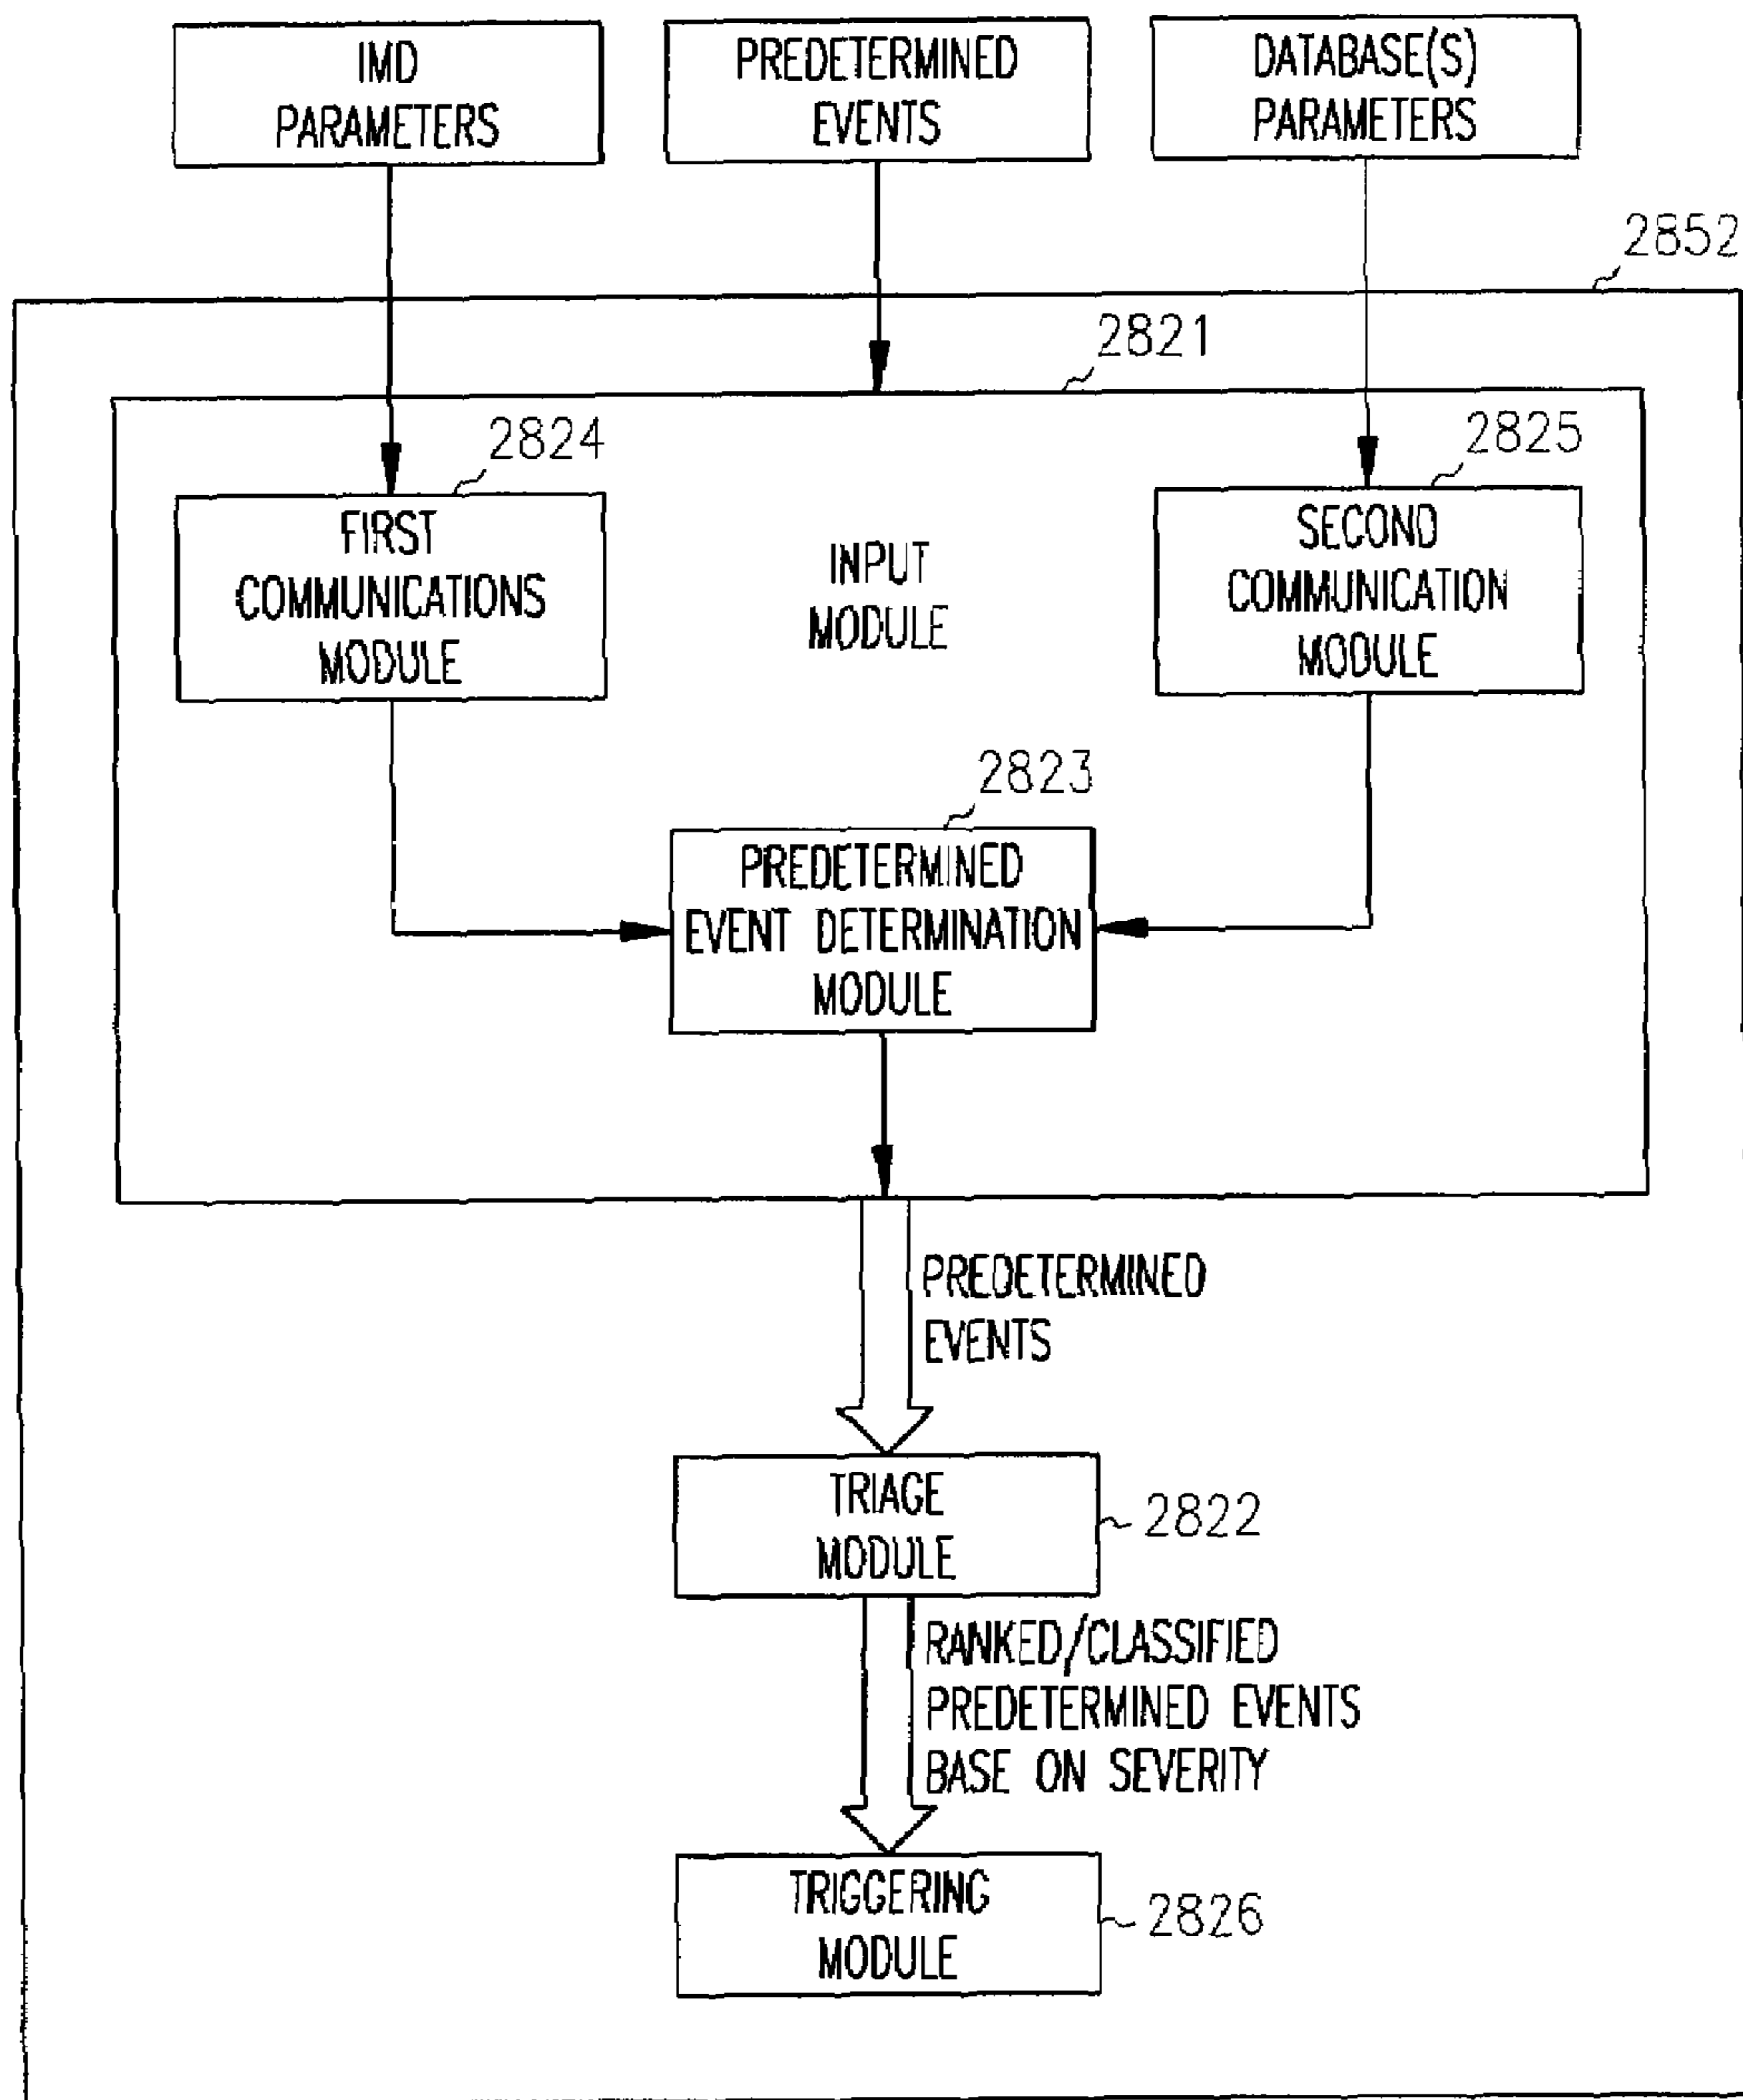 IMD
PARAMETERS
PREDETERMINED
EVENTS
DATABASE(S)
PARAMETERS
2852
2821
2824
2825
FIRST
COMMUNICATIONS
MODULE
INPUT
MODULE
SECOND
COMMUNICATION
MODULE
2823
PREDETERMINED
EVENT DETERMINATION
MODULE
PREDETERMINED
EVENTS
TRIAGE
MODULE
2822
RANKED/CLASSIFIED
PREDETERMINED EVENTS
BASE ON SEVERITY
TRIGGERING
MODULE
2826